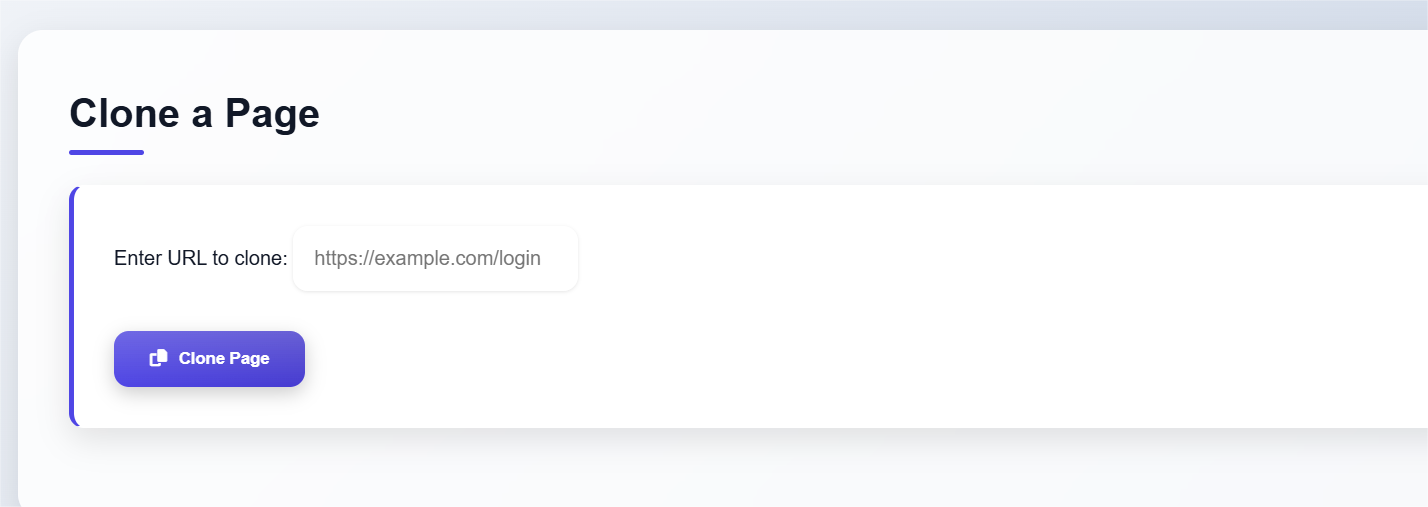 Clone a Page
Enter URL to clone: https://example.com/login
Clone Page